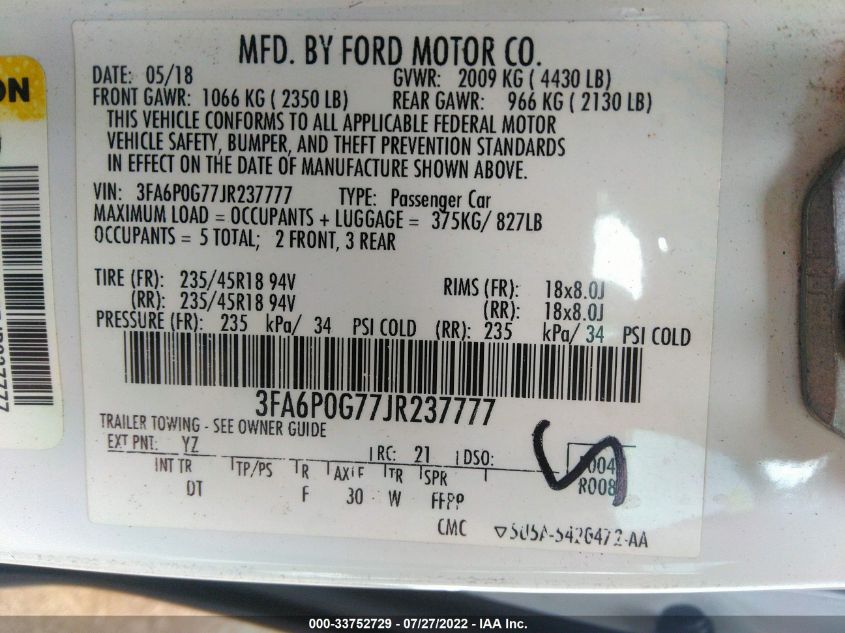 MFD. BY FORD MOTOR CO.
DATE: 05/18 GVWR: 2009 KG ( 4430 LB)
FRONT GAWR: 1066 KG ( 2350 LB) REAR GAWR: 966 KG ( 2130 LB)
THIS VEHICLE CONFORMS TO ALL APPLICABLE FEDERAL MOTOR
VEHICLE SAFETY, BUMPER, AND THEFT PREVENTION STANDARDS
IN EFFECT ON THE DATE OF MANUFACTURE SHOWN ABOVE.
VIN: 3FA6P0G77JR237777 TYPE: Passenger Car
MAXIMUM LOAD = OCCUPANTS + LUGGAGE = 375KG/ 827LB
OCCUPANTS = 5 TOTAL; 2 FRONT, 3 REAR
TIRE (FR): 235/45R18 94V RIMS (FR): 18x8.0J
(RR): 235/45R18 94V (RR): 18x8.0J
PRESSURE (FR): 235 kPa/ 34 PSI COLD (RR): 235 kPa/ 34 PSI COLD
3FA6P0G77JR237777
TRAILER TOWING - SEE OWNER GUIDE
EXT PNT: YZ RC: 21 DSO:
INT TR TP/PS R AXLE TR SPR
DT F 30 W FFPP
R008
CMC
000-33752729 // 07/27/2022 // IAA Inc.